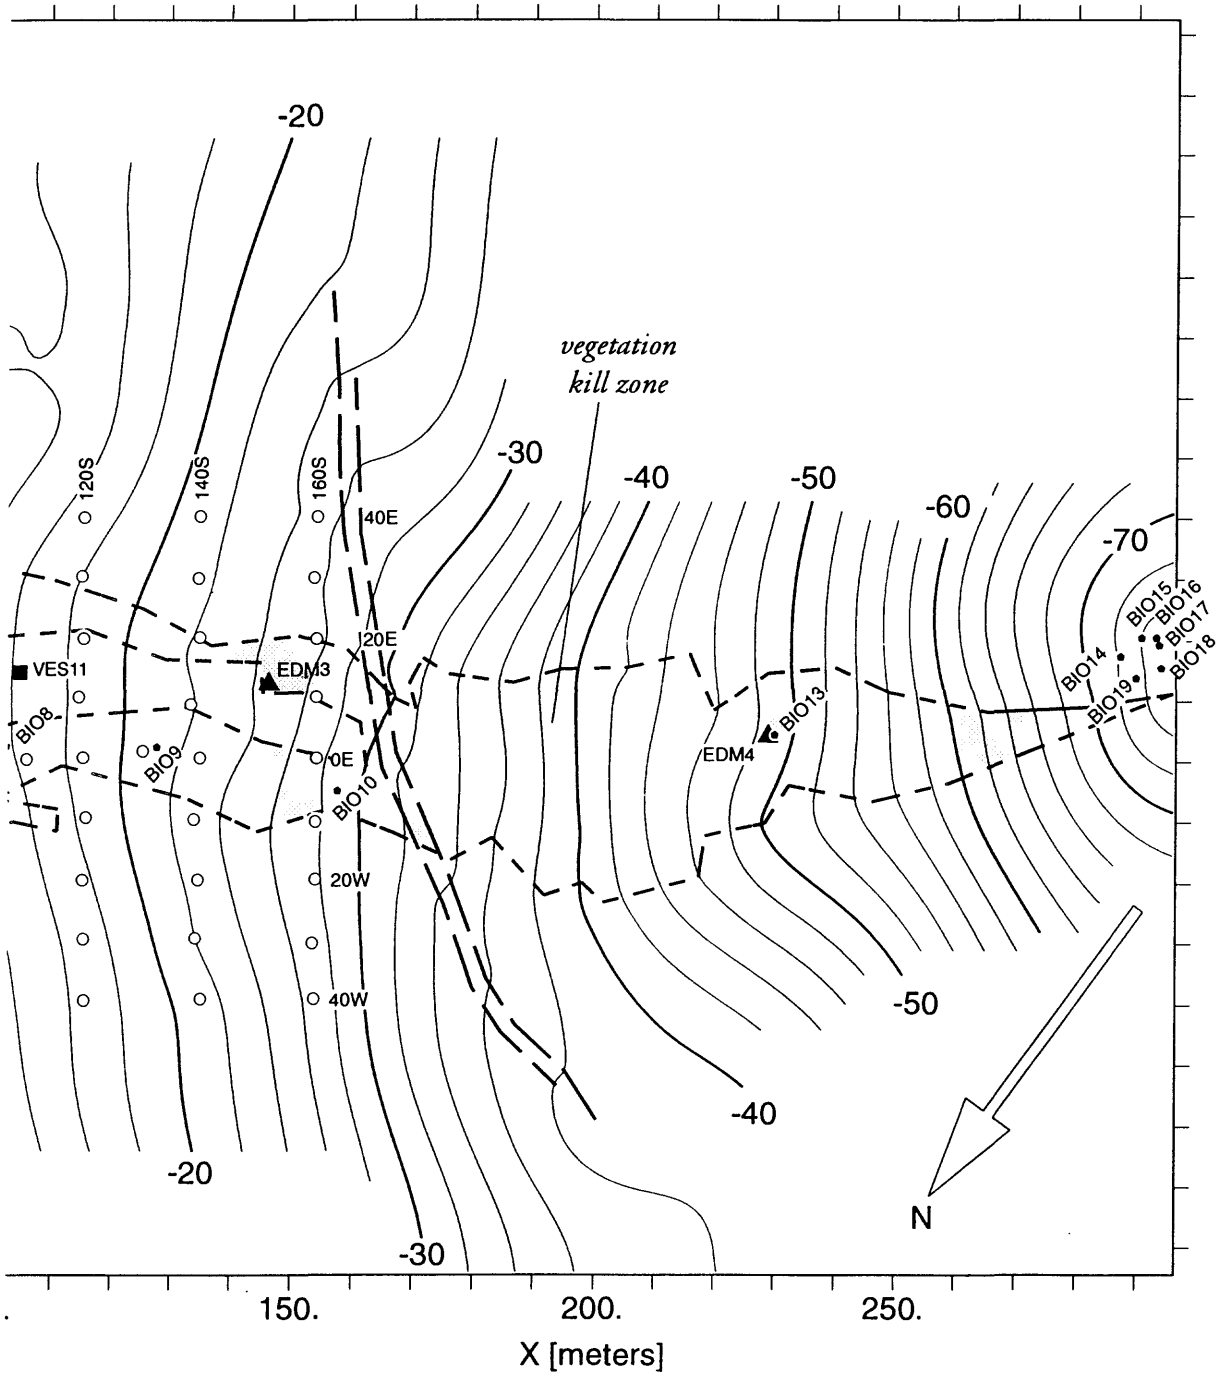 -20
vegetation
kill zone
-30
-40
-50
-60
-70
120S
140S
160S
40E
20E
BIO15
BIO16
BIO17
BIO18
BIO14
BIO19
VES11
EDM3
BIO8
BIO9
0E
BIO10
EDM4
BIO13
20W
40W
-50
-40
-20
-30
N
150.
200.
250.
X [meters]